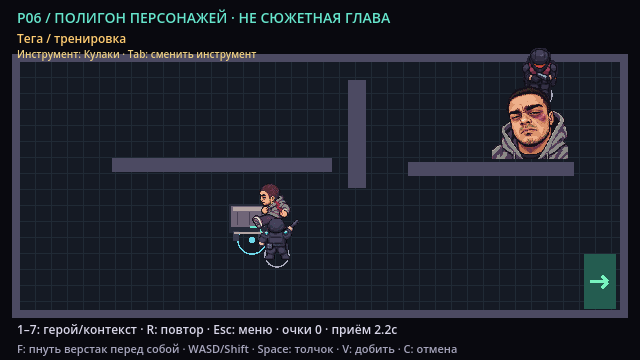 P06 / ПОЛИГОН ПЕРСОНАЖЕЙ · НЕ СЮЖЕТНАЯ ГЛАВА
Тега / тренировка
Инструмент: Кулаки · Tab: сменить инструмент
1–7: герой/контекст · R: повтор · Esc: меню · очки 0 · приём 2.2с
F: пнуть верстак перед собой · WASD/Shift · Space: толчок · V: добить · C: отмена